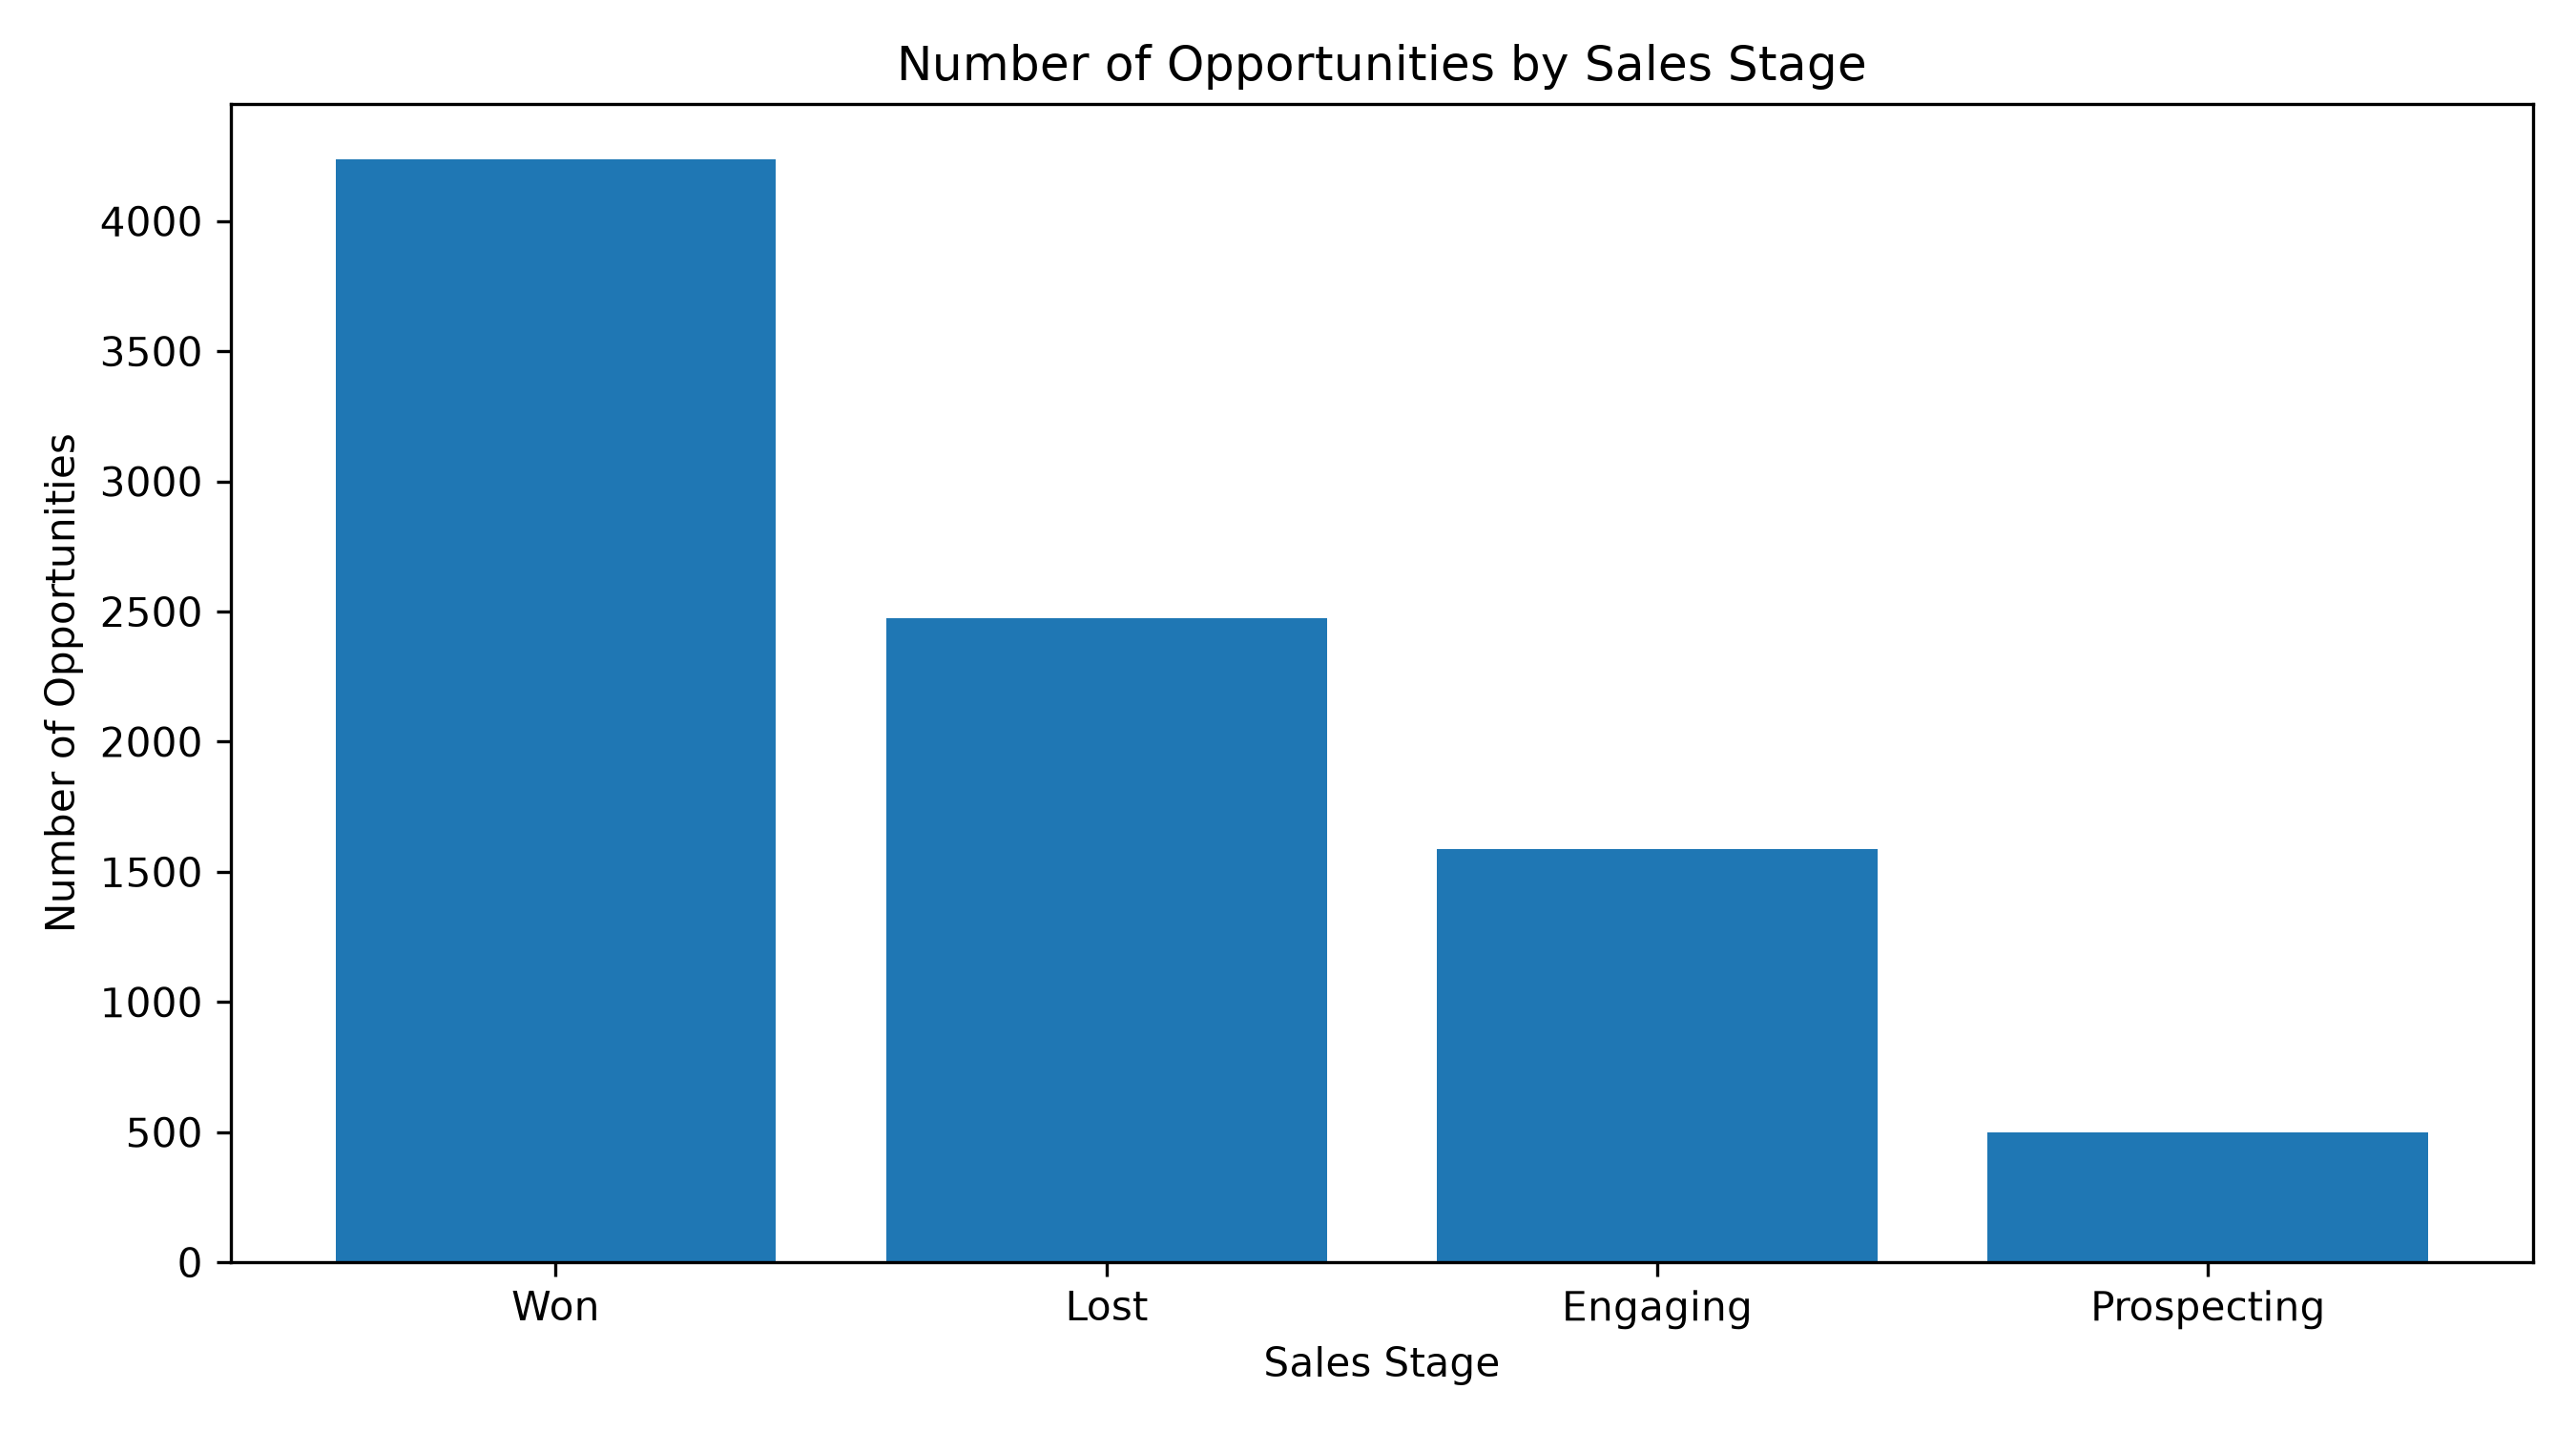 Number of Opportunities by Sales Stage
Number of Opportunities
4000
3500
3000
2500
2000
1500
1000
500
0
Won
Lost
Engaging
Prospecting
Sales Stage